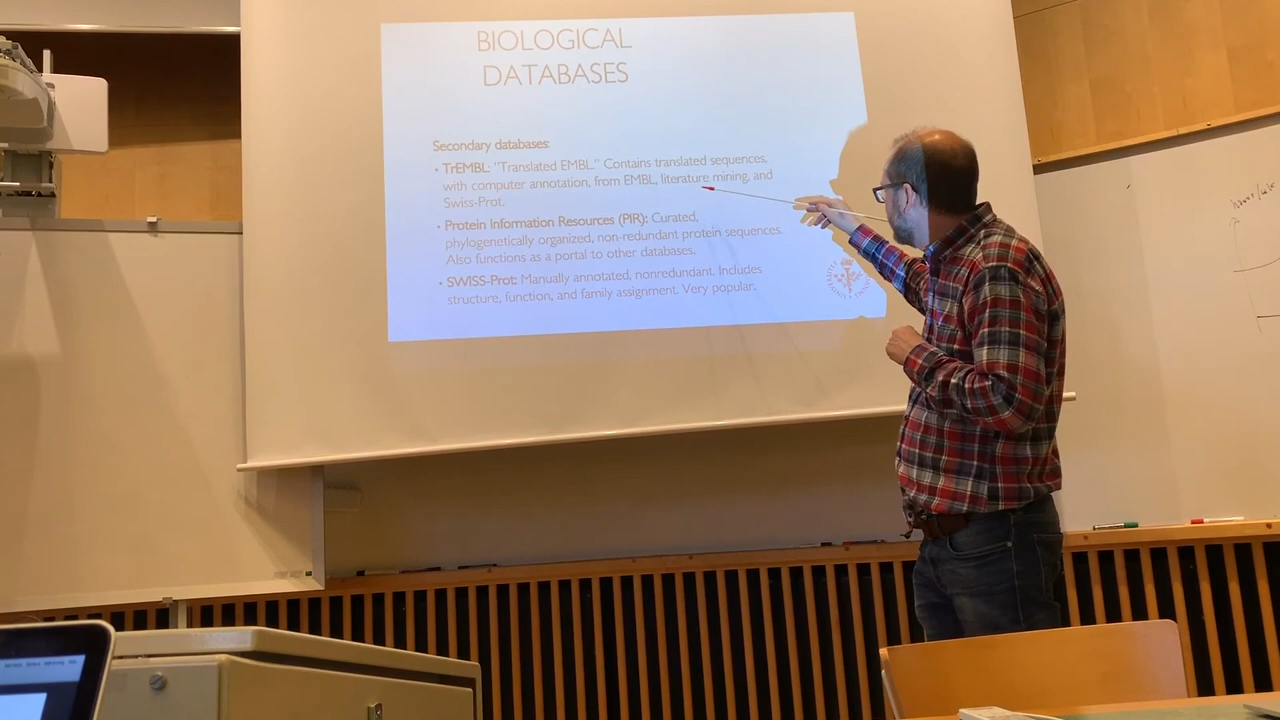 BIOLOGICAL
DATABASES
Secondary databases:
• TrEMBL: "Translated EMBL." Contains translated sequences,
with computer annotation, from EMBL, literature mining, and
Swiss-Prot.
• Protein Information Resources (PIR): Curated,
phylogenetically organized, non-redundant protein sequences.
Also functions as a portal to other databases.
• SWISS-Prot: Manually annotated, nonredundant. Includes
structure, function, and family assignment. Very popular.